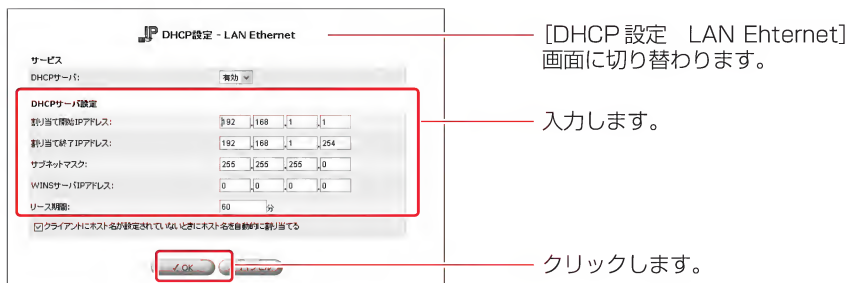 DHCP設定 - LAN Ethernet
[DHCP 設定　LAN Ehternet]
画面に切り替わります。
サービス
DHCPサーバ:
有効
DHCPサーバ設定
割り当て開始IPアドレス:
192 .168 .1 .1
入力します。
割り当て終了IPアドレス:
192 .168 .1 .254
サブネットマスク:
255 .255 .255 .0
WINSサーバIPアドレス:
0 .0 .0 .0
リース期間:
60 分
クライアントにホスト名が設定されていないときにホスト名を自動的に割り当てる
✓ OK
クリックします。